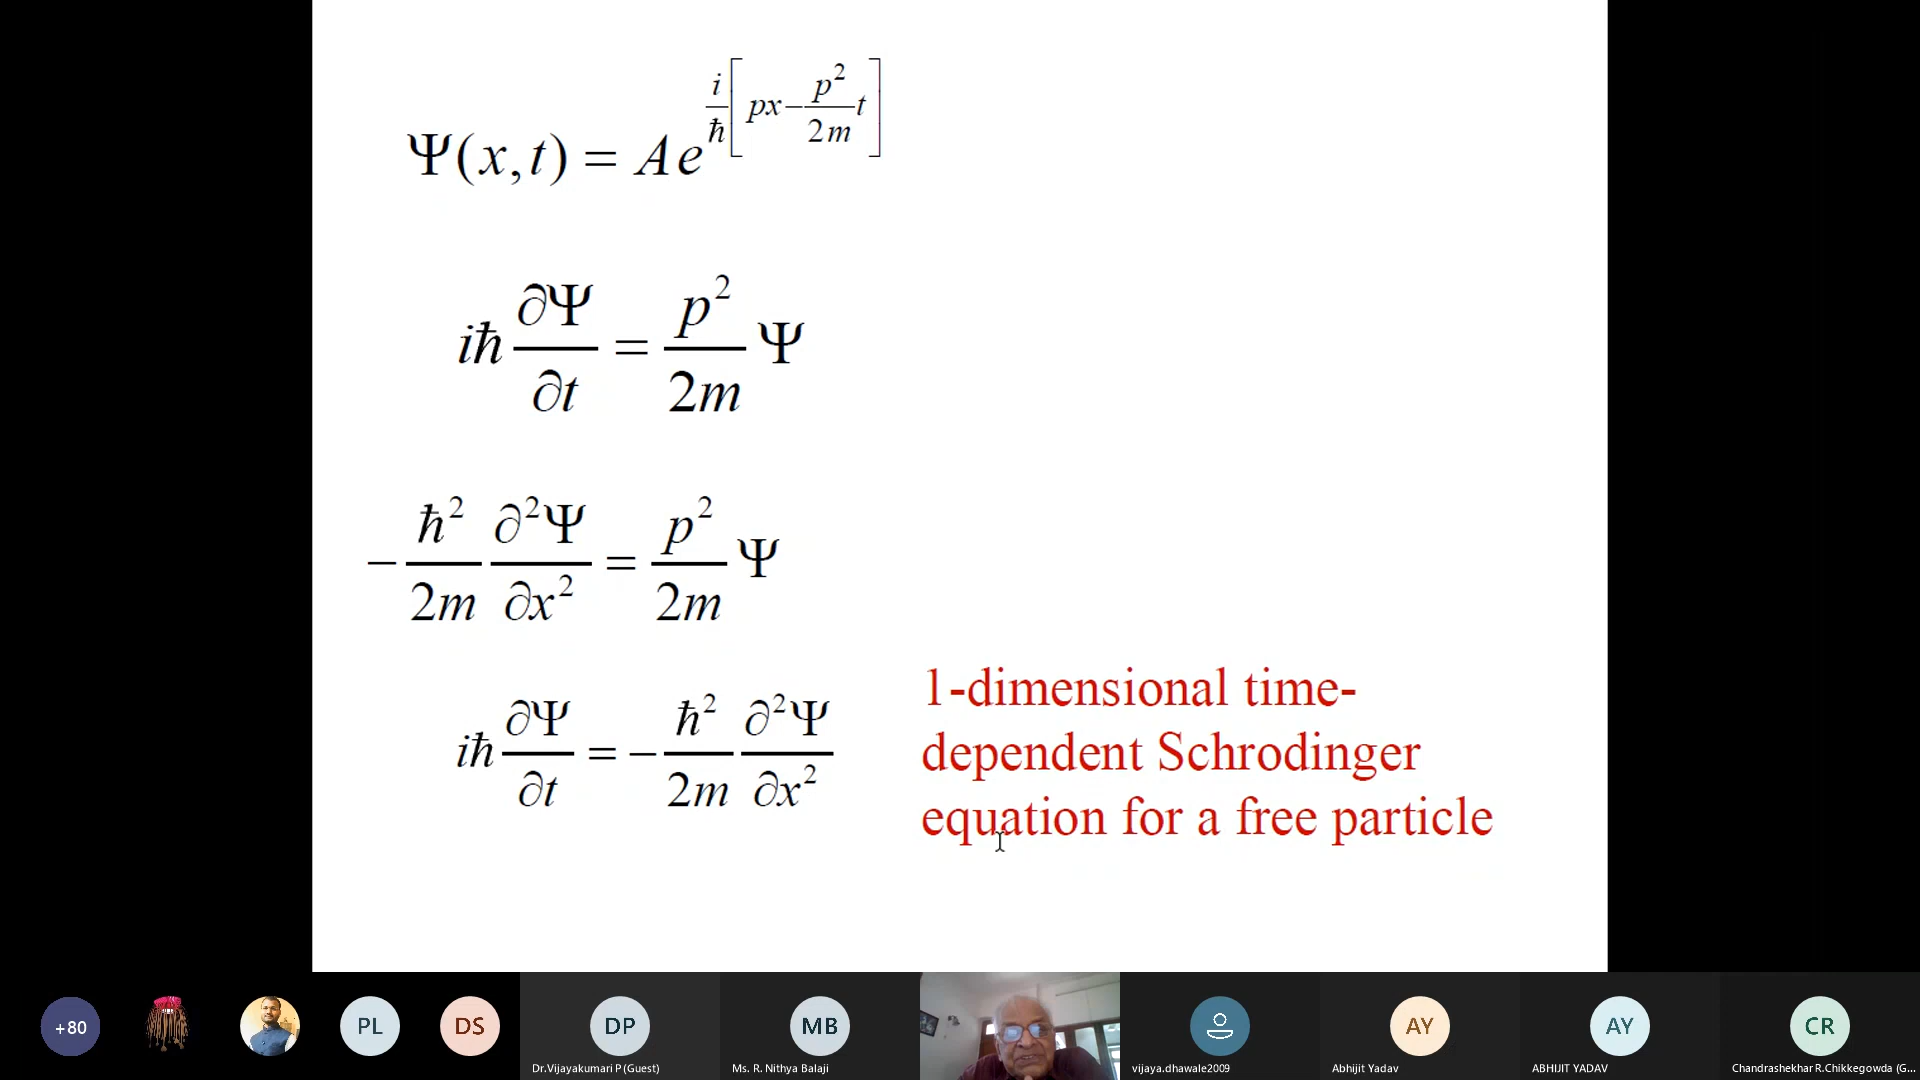 Ψ(x,t) = Ae^{i/ħ[px − p²/2m t]}
iħ ∂Ψ/∂t = p²/2m Ψ
− ħ²/2m ∂²Ψ/∂x² = p²/2m Ψ
iħ ∂Ψ/∂t = − ħ²/2m ∂²Ψ/∂x²
1-dimensional time-
dependent Schrodinger
equation for a free particle
+80
PL
DS
DP
MB
AY
AY
CR
Dr.Vijayakumari P (Guest)
Ms. R. Nithya Balaji
vijaya.dhawale2009
Abhijit Yadav
ABHIJIT YADAV
Chandrashekhar R.Chikkegowda (G...